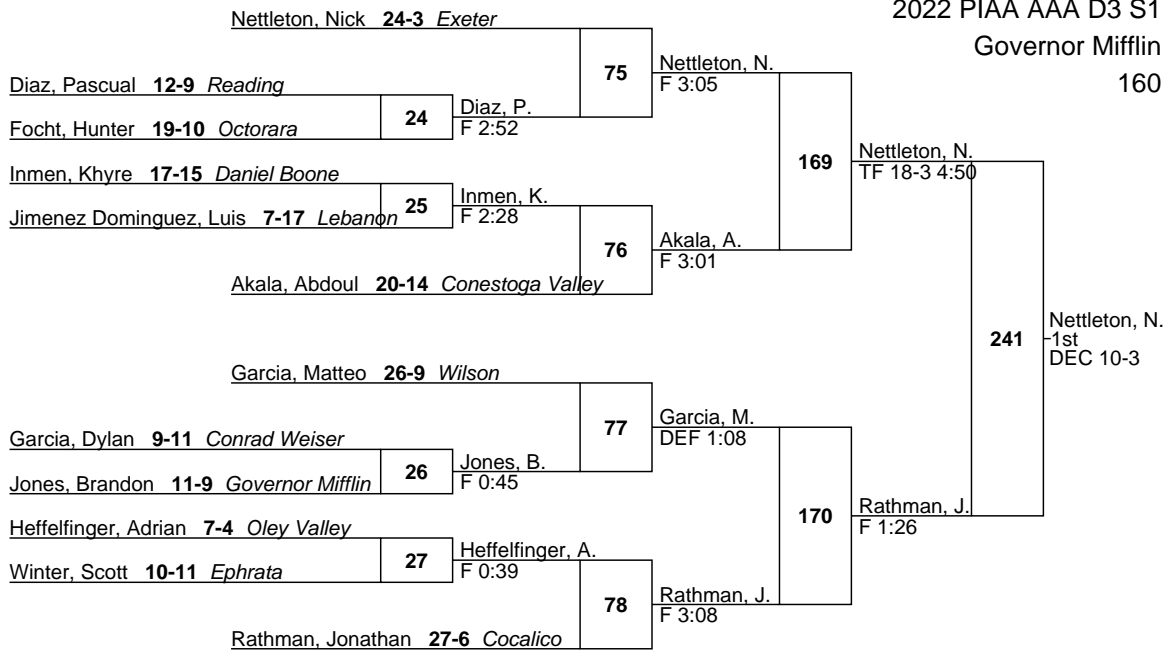 2022 PIAA AAA D3 S1
Governor Mifflin
160
Nettleton, Nick 24-3 Exeter
75
Nettleton, N.
F 3:05
Diaz, Pascual 12-9 Reading
24
Diaz, P.
F 2:52
Focht, Hunter 19-10 Octorara
169
Nettleton, N.
TF 18-3 4:50
Inmen, Khyre 17-15 Daniel Boone
25
Inmen, K.
F 2:28
Jimenez Dominguez, Luis 7-17 Lebanon
76
Akala, A.
F 3:01
Akala, Abdoul 20-14 Conestoga Valley
241
Nettleton, N.
1st
DEC 10-3
Garcia, Matteo 26-9 Wilson
77
Garcia, M.
DEF 1:08
Garcia, Dylan 9-11 Conrad Weiser
26
Jones, B.
F 0:45
Jones, Brandon 11-9 Governor Mifflin
170
Rathman, J.
F 1:26
Heffelfinger, Adrian 7-4 Oley Valley
27
Heffelfinger, A.
F 0:39
Winter, Scott 10-11 Ephrata
78
Rathman, J.
F 3:08
Rathman, Jonathan 27-6 Cocalico